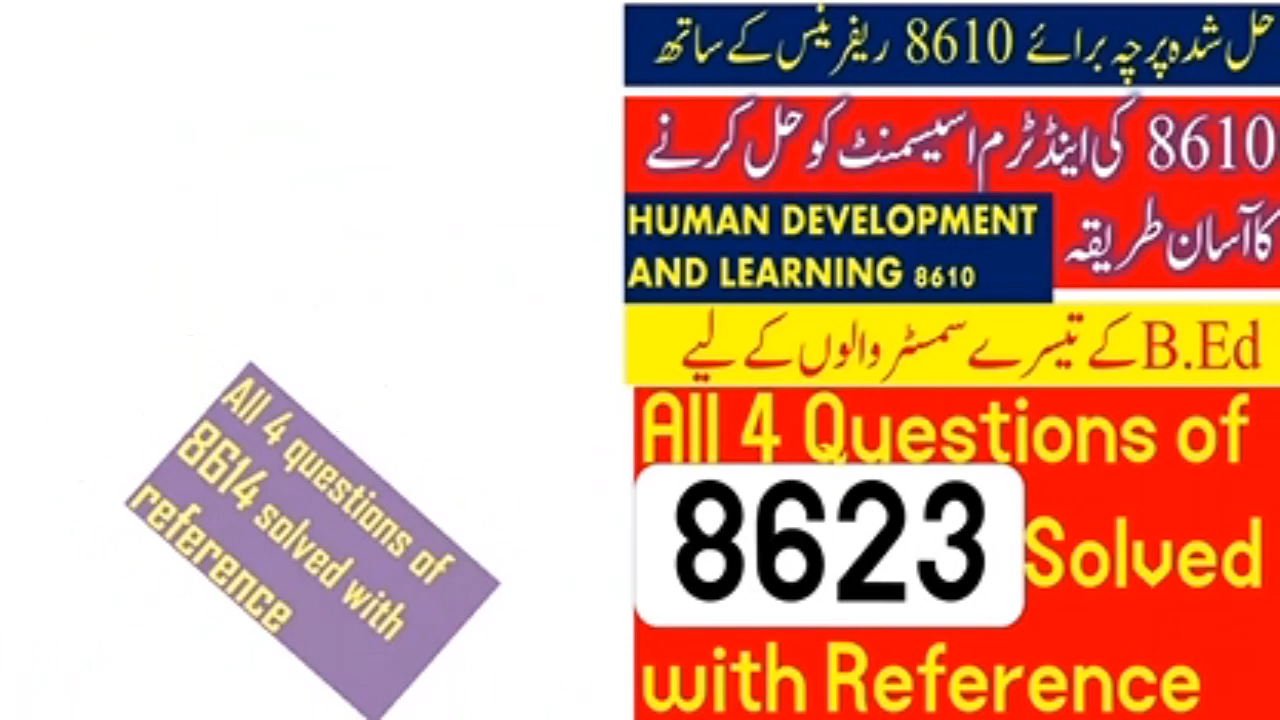 حل شدہ پرچہ برائے 8610 ریفرینس کے ساتھ
8610 کی اینڈ ٹرم اسیسمنٹ کو حل کرنے
کا آسان طریقہ
HUMAN DEVELOPMENT
AND LEARNING 8610
B.Ed کے تیسرے سمسٹر والوں کے لیے
All 4 Questions of
8623 Solved
with Reference
All 4 questions of
8614 solved with
reference